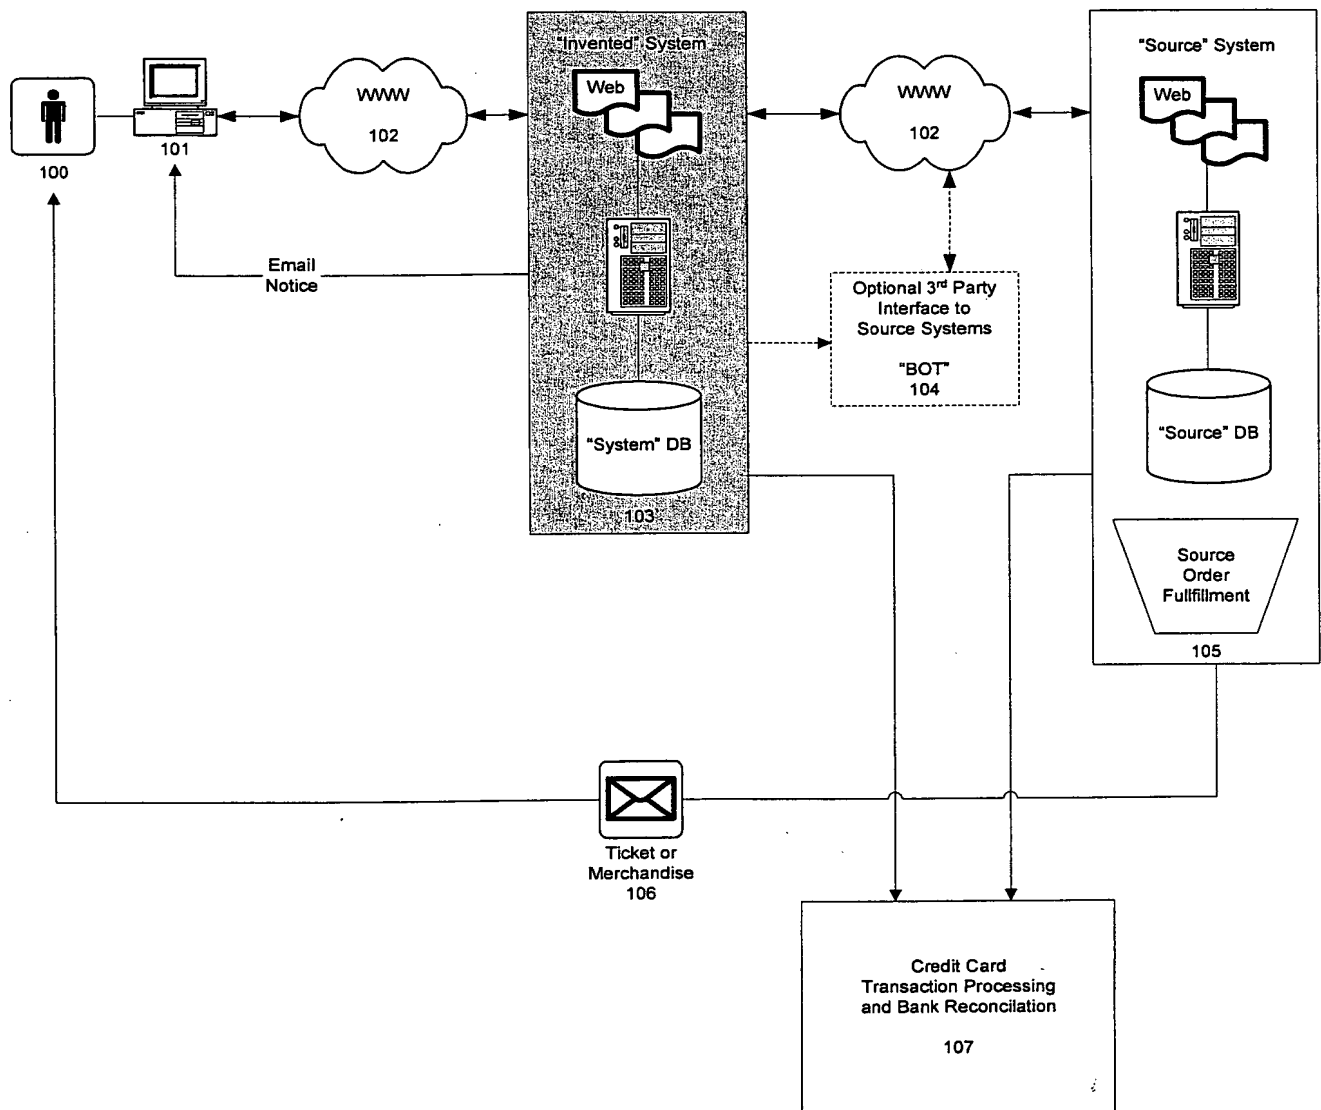 "Invented" System
"Source" System
Web
Web
WWW
102
WWW
102
101
100
Email
Notice
Optional 3rd Party
Interface to
Source Systems
"BOT"
104
"System" DB
103
"Source" DB
Source
Order
Fullfillment
105
Ticket or
Merchandise
106
Credit Card
Transaction Processing
and Bank Reconcilation
107